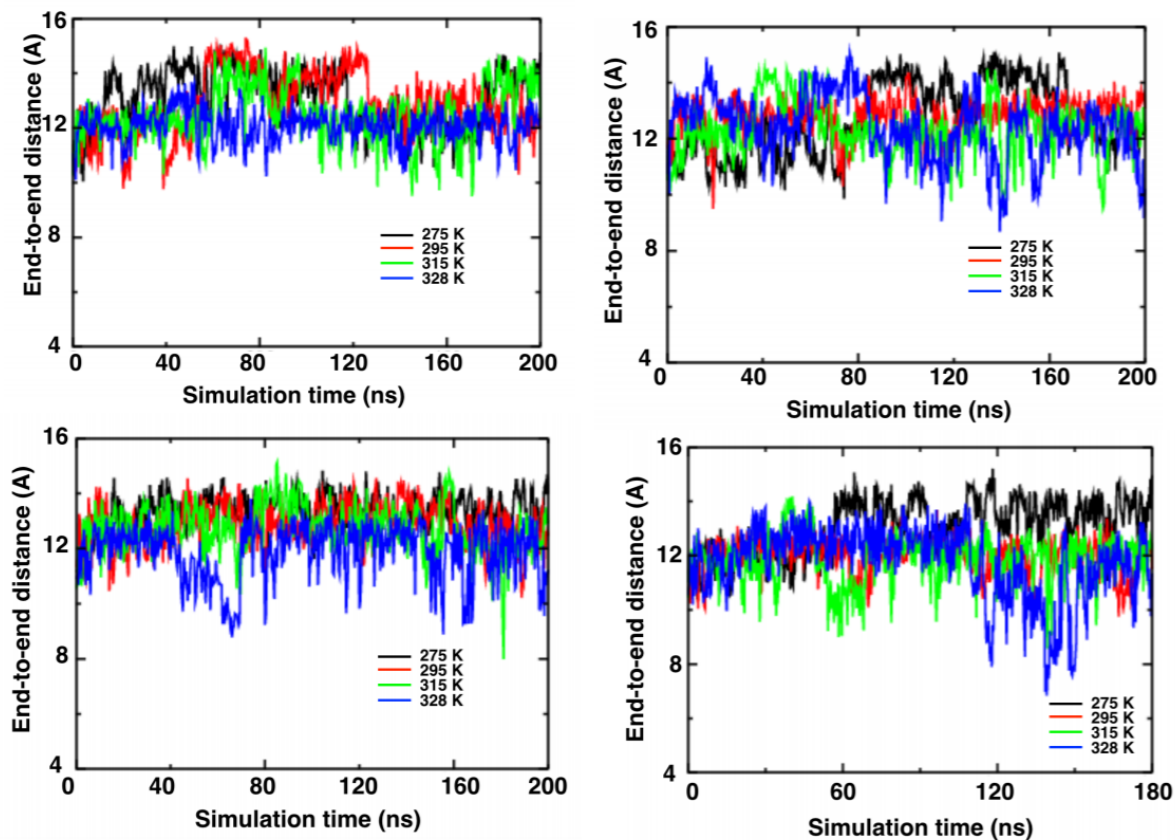 16
12
8
4
End-to-end distance (A)
275 K
295 K
315 K
328 K
0 40 80 120 160 200
Simulation time (ns)
16
12
8
4
End-to-end distance (A)
275 K
295 K
315 K
328 K
0 40 80 120 160 200
Simulation time (ns)
16
12
8
4
End-to-end distance (A)
275 K
295 K
315 K
328 K
0 40 80 120 160 200
Simulation time (ns)
16
12
8
4
End-to-end distance (A)
275 K
295 K
315 K
328 K
0 60 120 180
Simulation time (ns)